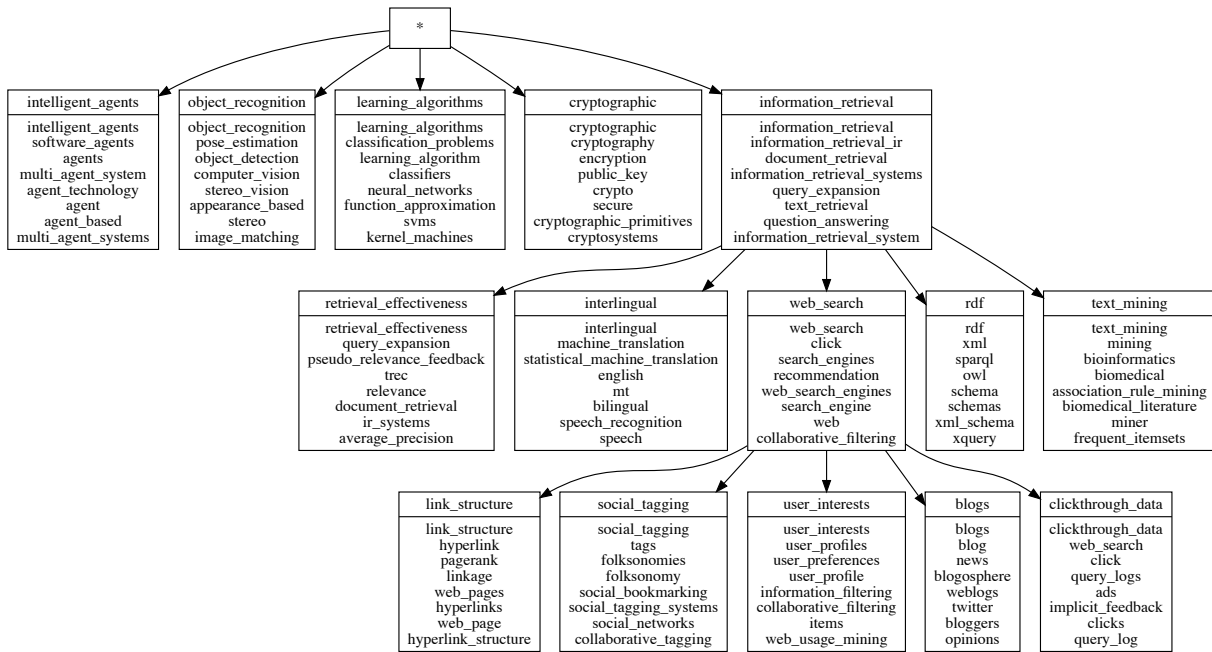 *
intelligent_agents
intelligent_agents
software_agents
agents
multi_agent_system
agent_technology
agent
agent_based
multi_agent_systems
object_recognition
object_recognition
pose_estimation
object_detection
computer_vision
stereo_vision
appearance_based
stereo
image_matching
learning_algorithms
learning_algorithms
classification_problems
learning_algorithm
classifiers
neural_networks
function_approximation
svms
kernel_machines
cryptographic
cryptographic
cryptography
encryption
public_key
crypto
secure
cryptographic_primitives
cryptosystems
information_retrieval
information_retrieval
information_retrieval_ir
document_retrieval
information_retrieval_systems
query_expansion
text_retrieval
question_answering
information_retrieval_system
retrieval_effectiveness
retrieval_effectiveness
query_expansion
pseudo_relevance_feedback
trec
relevance
document_retrieval
ir_systems
average_precision
interlingual
interlingual
machine_translation
statistical_machine_translation
english
mt
bilingual
speech_recognition
speech
web_search
web_search
click
search_engines
recommendation
web_search_engines
search_engine
web
collaborative_filtering
rdf
rdf
xml
sparql
owl
schema
schemas
xml_schema
xquery
text_mining
text_mining
mining
bioinformatics
biomedical
association_rule_mining
biomedical_literature
miner
frequent_itemsets
link_structure
link_structure
hyperlink
pagerank
linkage
web_pages
hyperlinks
web_page
hyperlink_structure
social_tagging
social_tagging
tags
folksonomies
folksonomy
social_bookmarking
social_tagging_systems
social_networks
collaborative_tagging
user_interests
user_interests
user_profiles
user_preferences
user_profile
information_filtering
collaborative_filtering
items
web_usage_mining
blogs
blogs
blog
news
blogosphere
weblogs
twitter
bloggers
opinions
clickthrough_data
clickthrough_data
web_search
click
query_logs
ads
implicit_feedback
clicks
query_log